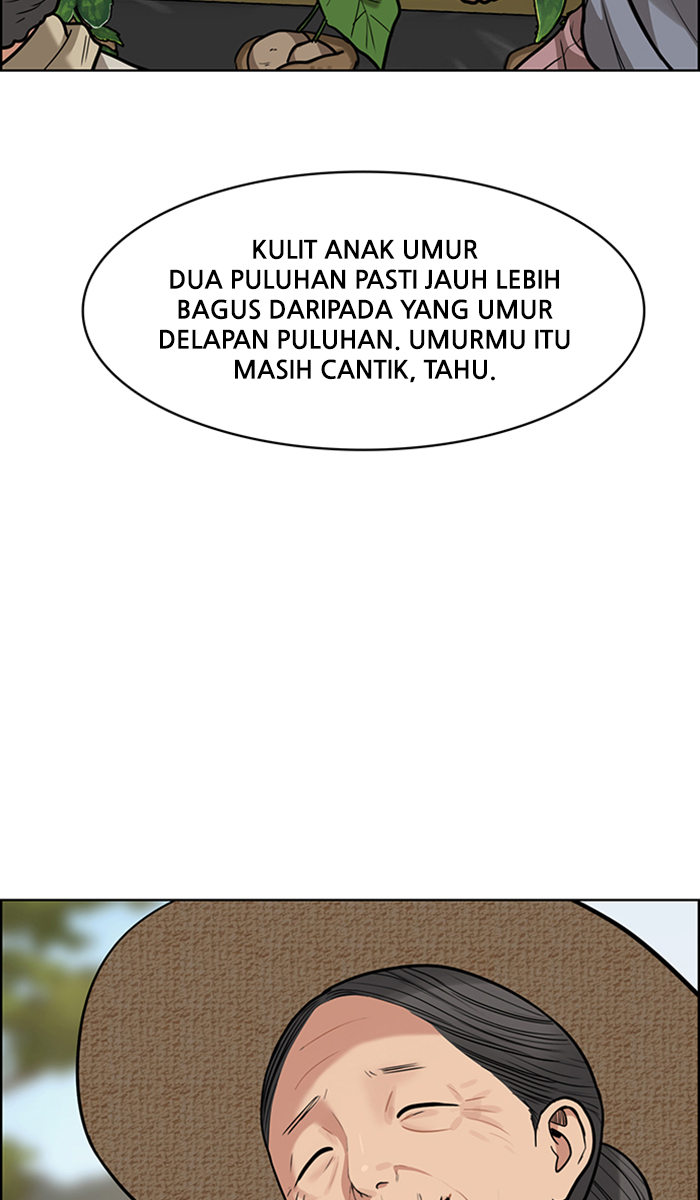 KULIT ANAK UMUR
DUA PULUHAN PASTI JAUH LEBIH
BAGUS DARIPADA YANG UMUR
DELAPAN PULUHAN. UMURMU ITU
MASIH CANTIK, TAHU.